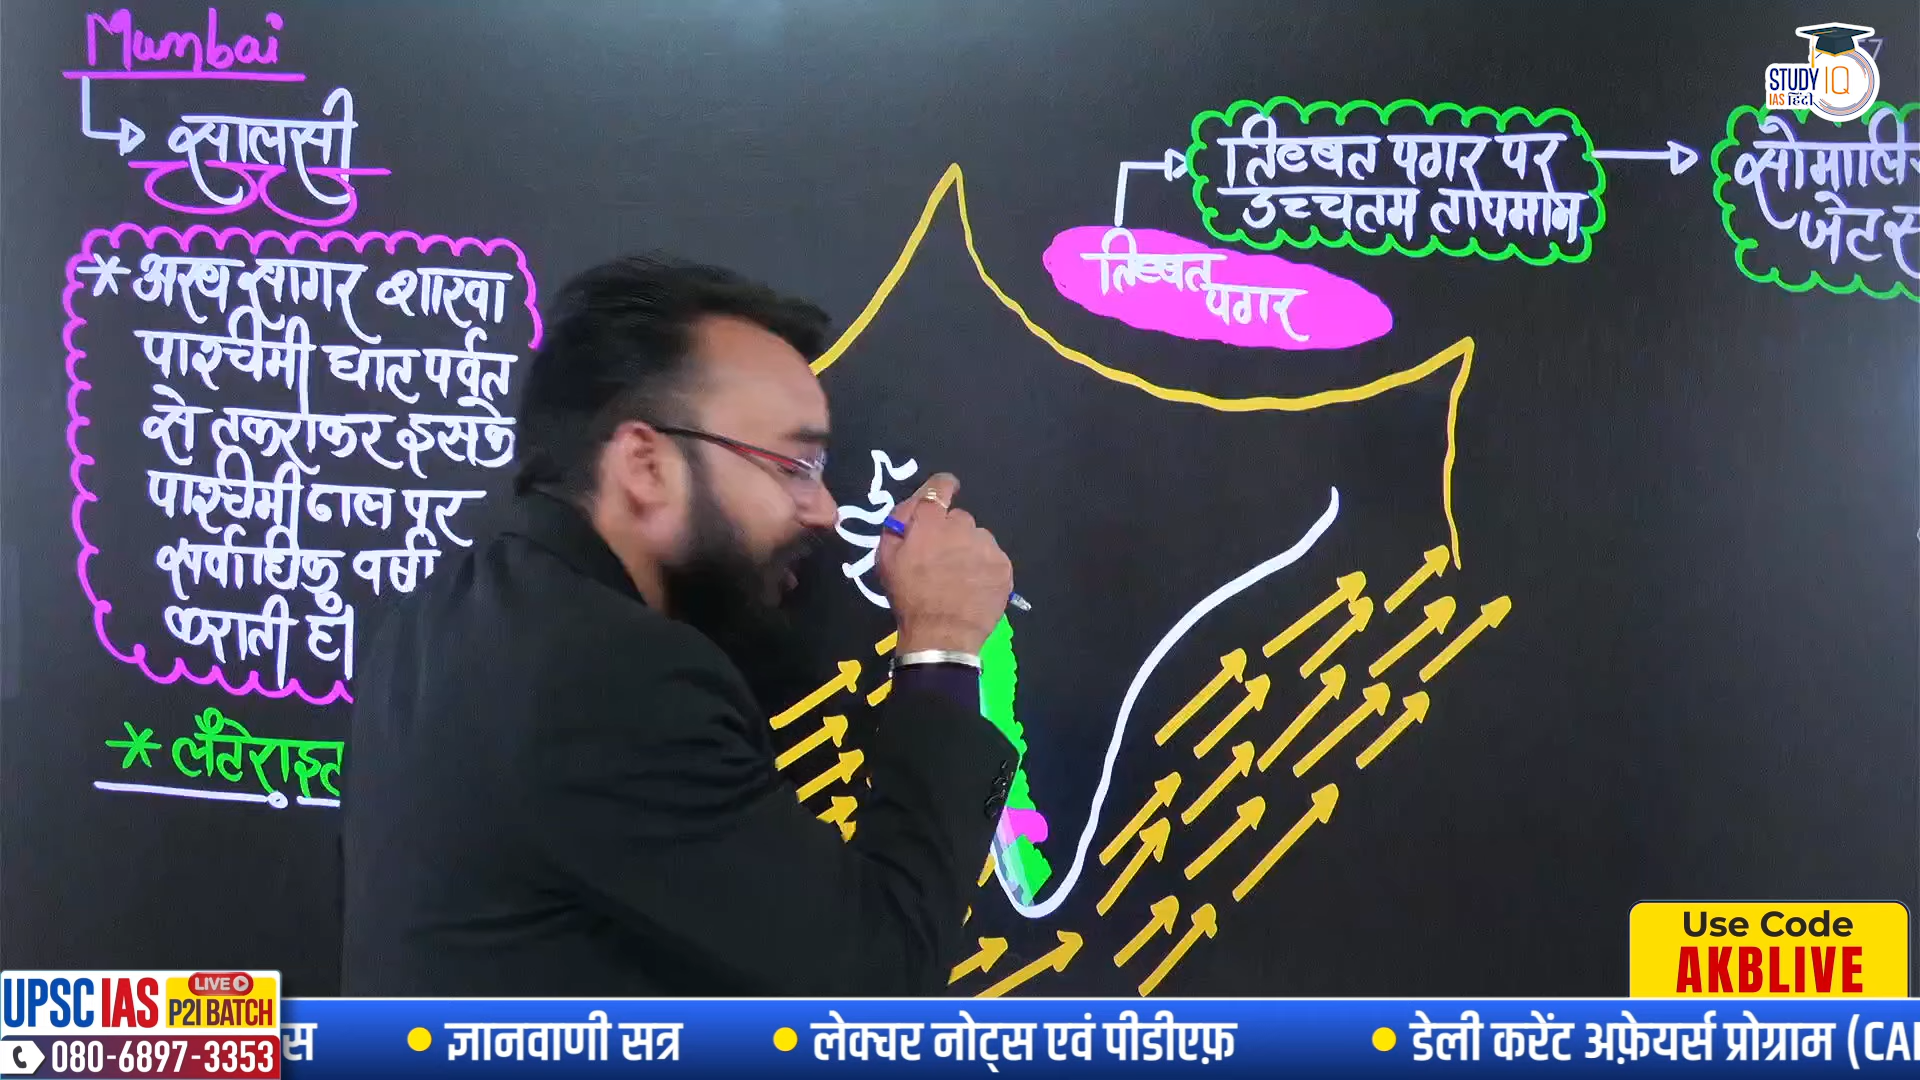 Mumbai
सालसी
* अरब सागर शाखा
पश्चिमी घाट पर्वत
से टकराकर इसके
पश्चिमी ढाल पर
सर्वाधिक वर्षा
कराती है।
* लैटेराइट
तिब्बत पठार पर
उच्चतम तापमान
तिब्बत
पठार
STUDY IQ
IAS हिंदी
Use Code
AKBLIVE
UPSC IAS
LIVE
P2I BATCH
080-6897-3353
ज्ञानवाणी सत्र
लेक्चर नोट्स एवं पीडीएफ़
डेली करेंट अफ़ेयर्स प्रोग्राम